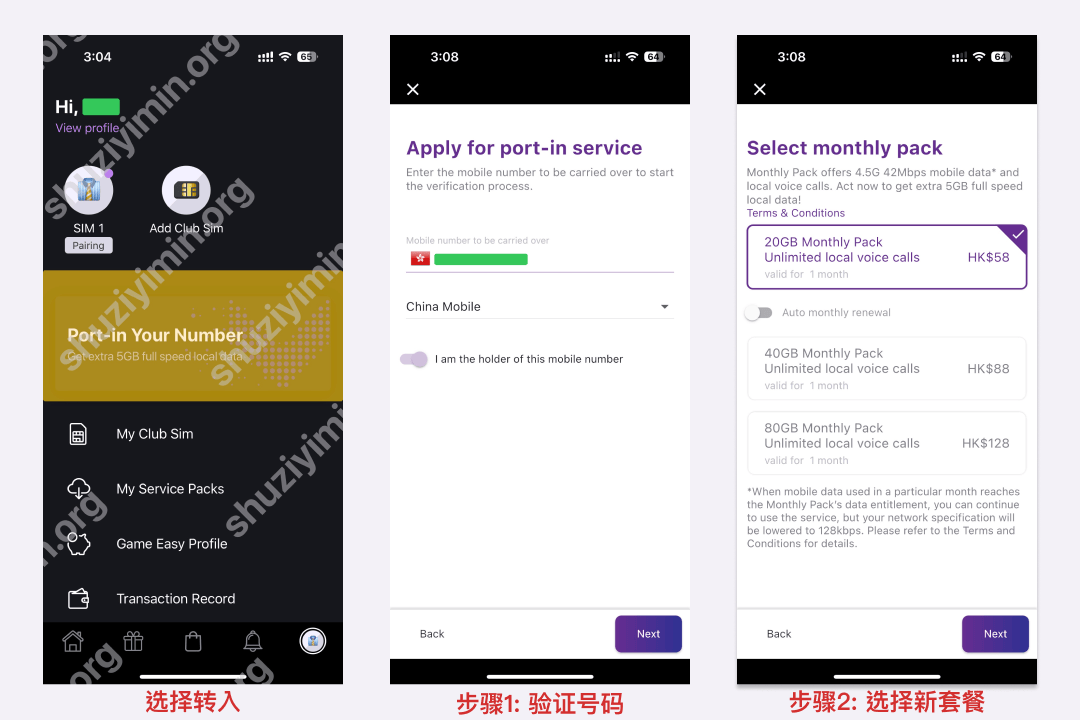 3:04
65
Hi,
View profile
SIM 1
Pairing
Add Club Sim
Port-in Your Number
Get extra 5GB full speed local data
My Club Sim
My Service Packs
Game Easy Profile
Transaction Record
shuziyimin.org
shuziyimin.org
shuziyimin.org
shuziyimin.org
shuziyimin
n.org
in.org
选择转入
3:08
64
Apply for port-in service
Enter the mobile number to be carried over to start
the verification process.
Mobile number to be carried over
China Mobile
I am the holder of this mobile number
Back
Next
步骤1: 验证号码
3:08
64
Select monthly pack
Monthly Pack offers 4.5G 42Mbps mobile data* and
local voice calls. Act now to get extra 5GB full speed
local data!
Terms & Conditions
20GB Monthly Pack
Unlimited local voice calls HK$58
valid for 1 month
Auto monthly renewal
40GB Monthly Pack
Unlimited local voice calls HK$88
valid for 1 month
80GB Monthly Pack
Unlimited local voice calls HK$128
valid for 1 month
*When mobile data used in a particular month reaches
the Monthly Pack's data entitlement, you can continue
to use the service, but your network specification will
be lowered to 128kbps. Please refer to the Terms and
Conditions for details.
Back
Next
步骤2: 选择新套餐